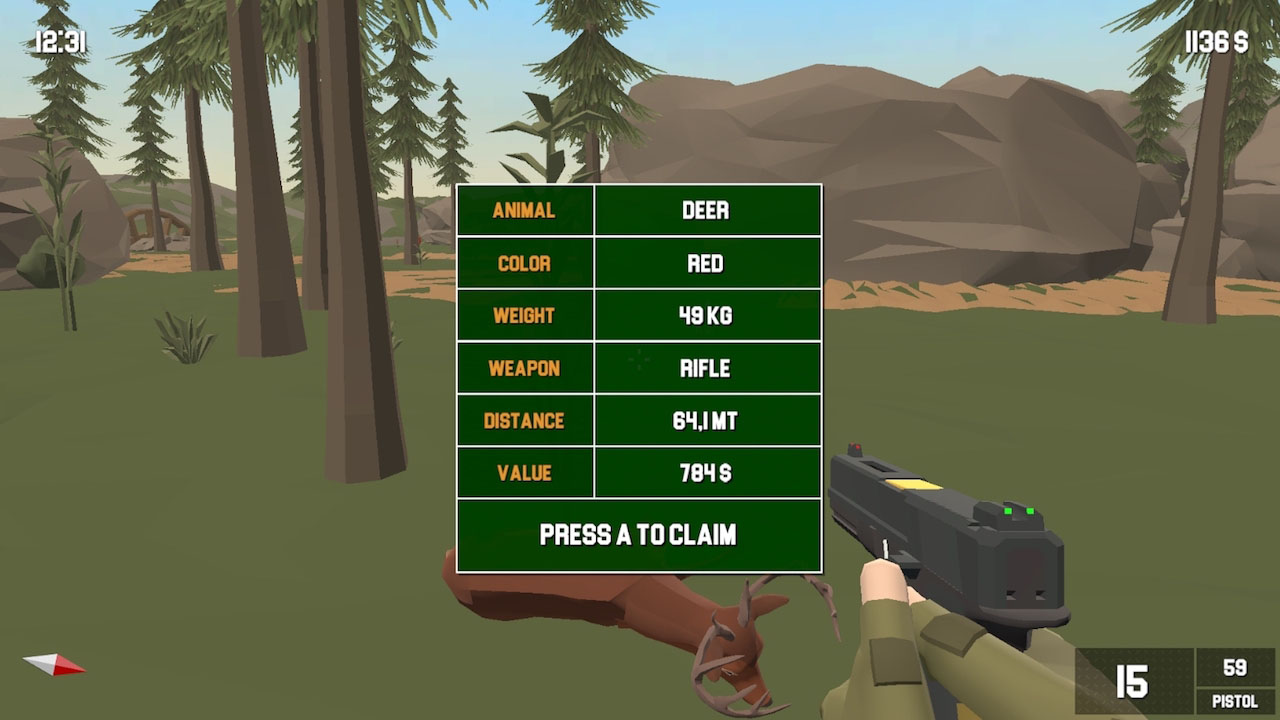 12:31
1136 $
ANIMAL DEER
COLOR RED
WEIGHT 49 KG
WEAPON RIFLE
DISTANCE 64,1 MT
VALUE 784 $
PRESS A TO CLAIM
15
59
PISTOL